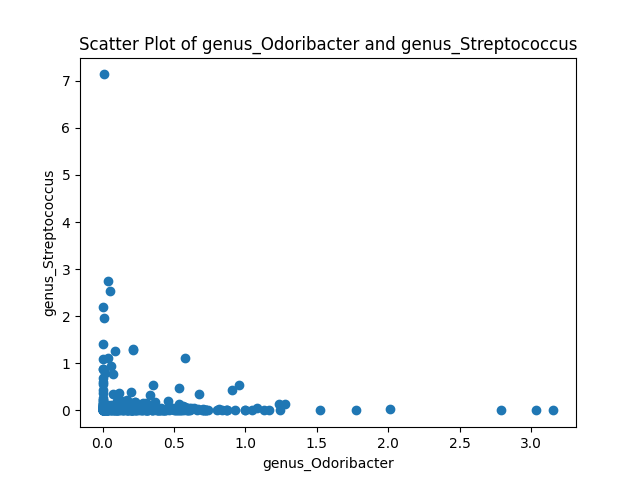 Scatter Plot of genus_Odoribacter and genus_Streptococcus
7
6
5
4
3
2
1
0
genus_Streptococcus
0.0 0.5 1.0 1.5 2.0 2.5 3.0
genus_Odoribacter